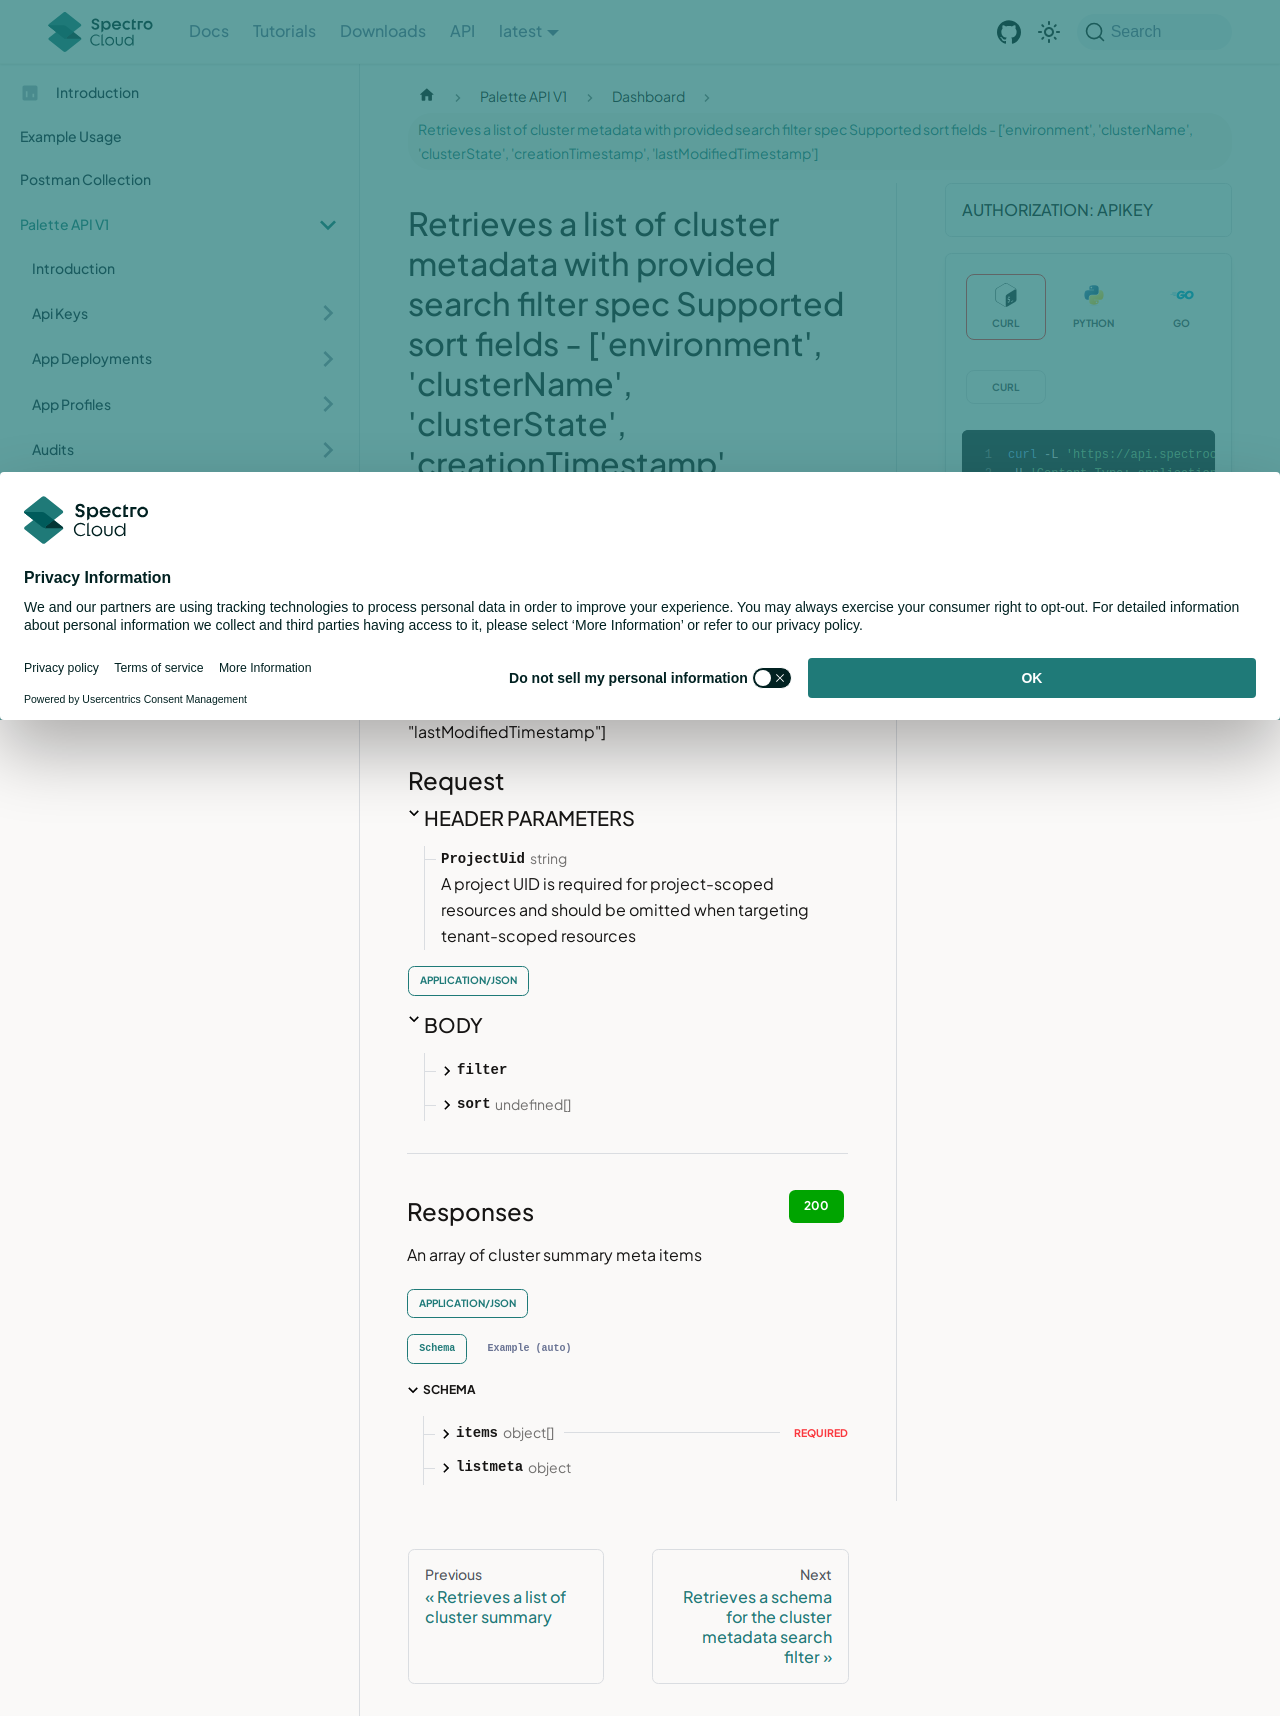 Spectro
Cloud
Docs
Tutorials
Downloads
API
latest
Search
Introduction
Example Usage
Postman Collection
Palette API V1
Introduction
Api Keys
App Deployments
App Profiles
Audits
Palette API V1
Dashboard
Retrieves a list of cluster metadata with provided search filter spec Supported sort fields - ['environment', 'clusterName',
'clusterState', 'creationTimestamp', 'lastModifiedTimestamp']
Retrieves a list of cluster
metadata with provided
search filter spec Supported
sort fields - ['environment',
'clusterName',
'clusterState',
'creationTimestamp',
AUTHORIZATION: APIKEY
CURL
PYTHON
GO
CURL
1 curl -L 'https://api.spectroc
Spectro
Cloud
Privacy Information
We and our partners are using tracking technologies to process personal data in order to improve your experience. You may always exercise your consumer right to opt-out. For detailed information
about personal information we collect and third parties having access to it, please select ‘More Information’ or refer to our privacy policy.
Privacy policy
Terms of service
More Information
Powered by Usercentrics Consent Management
Do not sell my personal information
OK
"lastModifiedTimestamp"]
Request
HEADER PARAMETERS
ProjectUid string
A project UID is required for project-scoped
resources and should be omitted when targeting
tenant-scoped resources
APPLICATION/JSON
BODY
filter
sort undefined[]
Responses
200
An array of cluster summary meta items
APPLICATION/JSON
Schema
Example (auto)
SCHEMA
items object[]
REQUIRED
listmeta object
Previous
« Retrieves a list of
cluster summary
Next
Retrieves a schema
for the cluster
metadata search
filter »